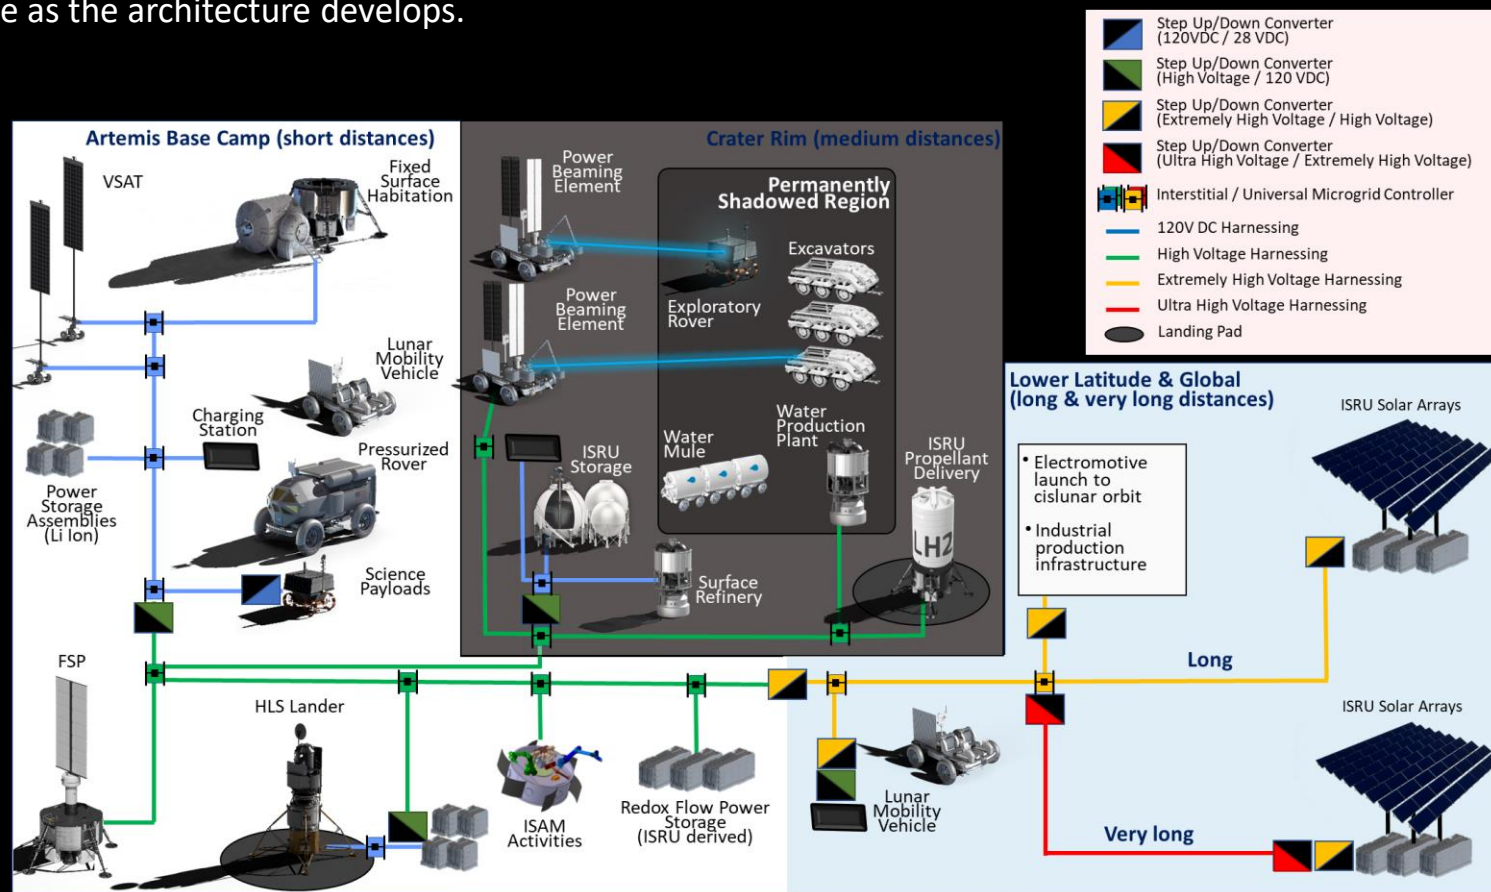 e as the architecture develops.
Step Up/Down Converter
(120VDC / 28 VDC)
Step Up/Down Converter
(High Voltage / 120 VDC)
Step Up/Down Converter
(Extremely High Voltage / High Voltage)
Step Up/Down Converter
(Ultra High Voltage / Extremely High Voltage)
Interstitial / Universal Microgrid Controller
120V DC Harnessing
High Voltage Harnessing
Extremely High Voltage Harnessing
Ultra High Voltage Harnessing
Landing Pad
Artemis Base Camp (short distances)
VSAT
Fixed
Surface
Habitation
Lunar
Mobility
Vehicle
Charging
Station
Pressurized
Rover
Power
Storage
Assemblies
(Li Ion)
Science
Payloads
FSP
HLS Lander
ISAM
Activities
Redox Flow Power
Storage
(ISRU derived)
Crater Rim (medium distances)
Power
Beaming
Element
Permanently
Shadowed Region
Excavators
Power
Beaming
Element
Exploratory
Rover
ISRU
Storage
Water
Mule
Water
Production
Plant
ISRU
Propellant
Delivery
LH2
Surface
Refinery
Lower Latitude & Global
(long & very long distances)
ISRU Solar Arrays
• Electromotive
launch to
cislunar orbit
• Industrial
production
infrastructure
Long
ISRU Solar Arrays
Lunar
Mobility
Vehicle
Very long